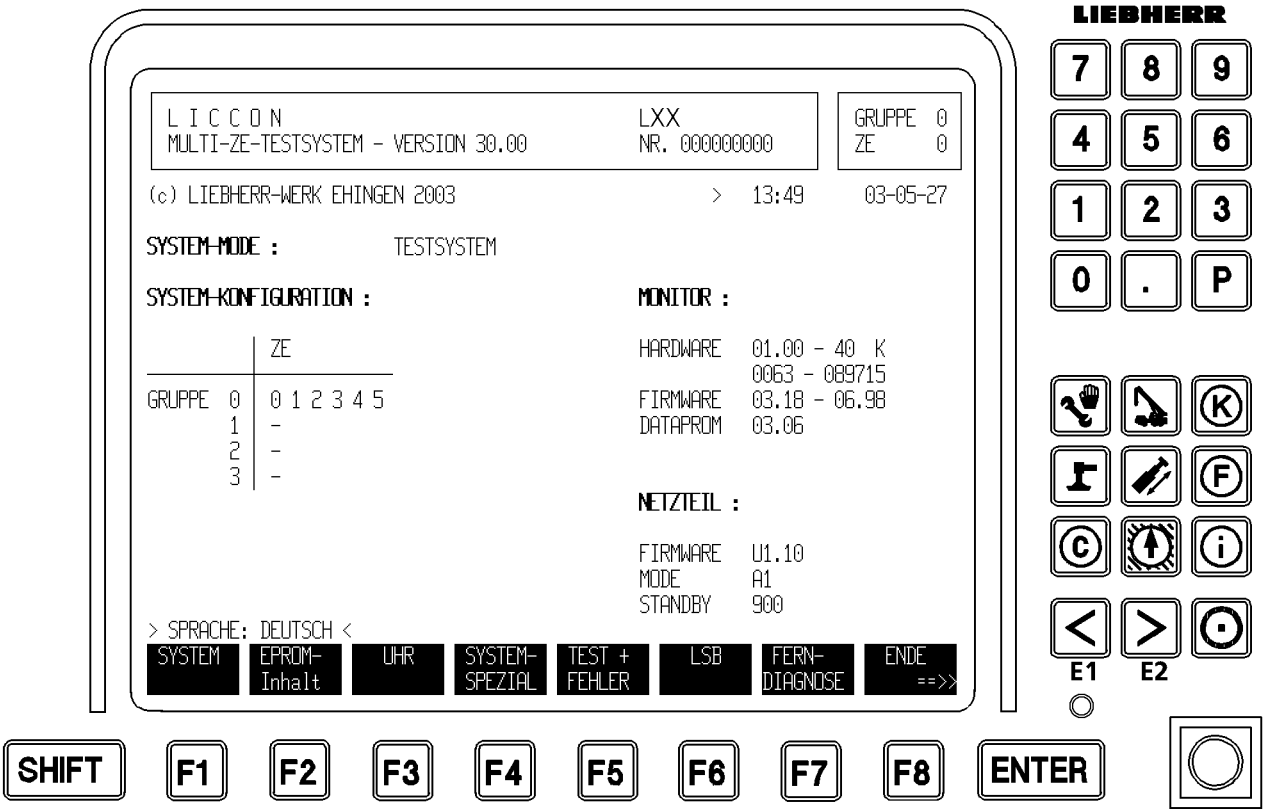 LIEBHERR
L I C C O N LXX GRUPPE 0
MULTI-ZE-TESTSYSTEM - VERSION 30.00 NR. 000000000 ZE 0
(c) LIEBHERR-WERK EHINGEN 2003 > 13:49 03-05-27
SYSTEM-MODE : TESTSYSTEM
SYSTEM-KONFIGURATION : MONITOR :
ZE HARDWARE 01.00 - 40 K
0063 - 089715
GRUPPE 0 0 1 2 3 4 5 FIRMWARE 03.18 - 06.98
1 - DATAPROM 03.06
2 -
3 -
NETZTEIL :
FIRMWARE U1.10
MODE A1
STANDBY 900
> SPRACHE: DEUTSCH <
SYSTEM EPROM- UHR SYSTEM- TEST + LSB FERN- ENDE
Inhalt SPEZIAL FEHLER DIAGNOSE ==>>
7 8 9
4 5 6
1 2 3
0 . P
K
F
C i
< >
E1 E2
SHIFT F1 F2 F3 F4 F5 F6 F7 F8 ENTER